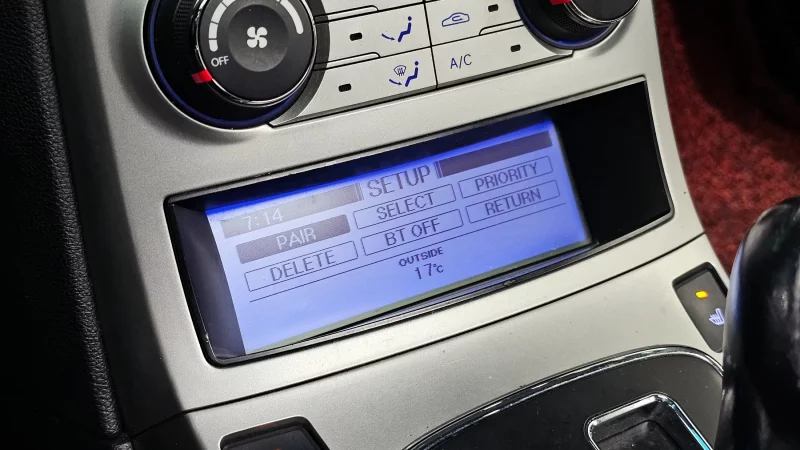 OFF
A/C
SETUP
7:14
PAIR SELECT PRIORITY
DELETE BT OFF RETURN
OUTSIDE
17°C